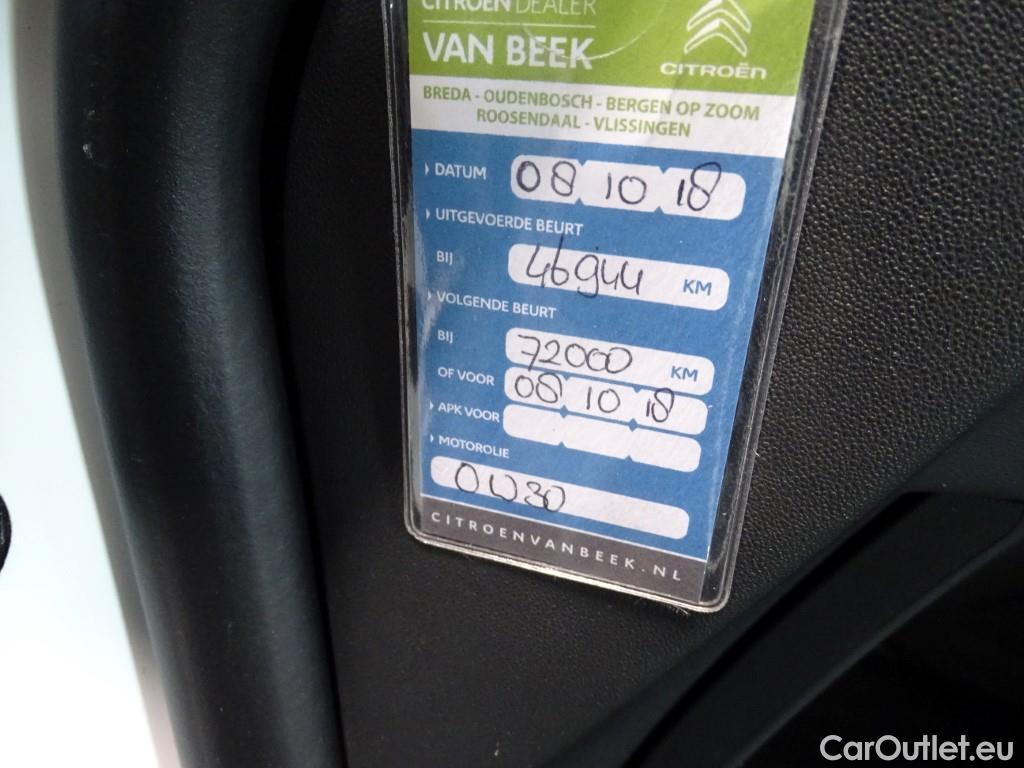 CITROËN DEALER
VAN BEEK
CITROËN
BREDA - OUDENBOSCH - BERGEN OP ZOOM
ROOSENDAAL - VLISSINGEN
DATUM 08 10 18
UITGEVOERDE BEURT
BIJ 46944 KM
VOLGENDE BEURT
BIJ 72000 KM
OF VOOR 08 10 18
APK VOOR
MOTOROLIE
0W30
CITROENVANBEEK.NL
CarOutlet.eu